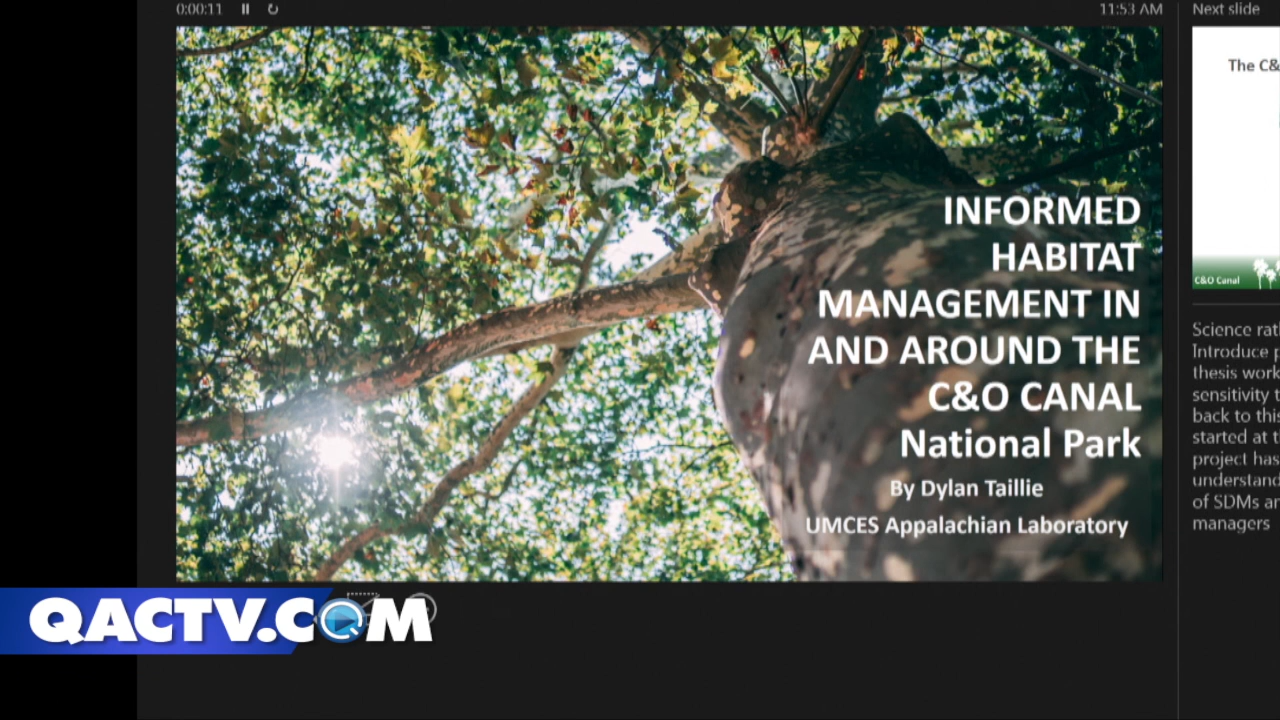 0:00:11
11:53 AM
Next slide
INFORMED
HABITAT
MANAGEMENT IN
AND AROUND THE
C&O CANAL
National Park
By Dylan Taillie
UMCES Appalachian Laboratory
The C&
C&O Canal
Science
Introduce
thesis work
sensitivity
back to this
started at
project has
understand
of SDMs
managers
QACTV.COM